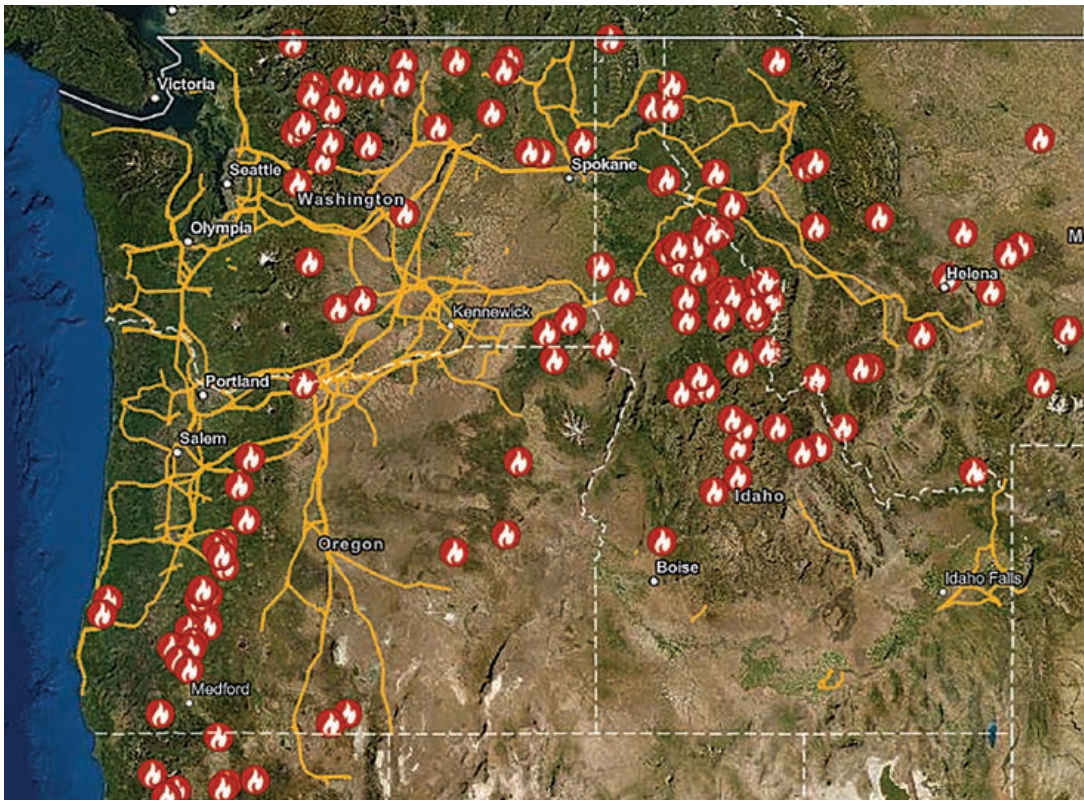 Victoria
Seattle
Spokane
Washington
Olympia
M
Helena
Kennewick
Portland
Salem
Idaho
Oregon
Boise
Idaho Falls
Medford